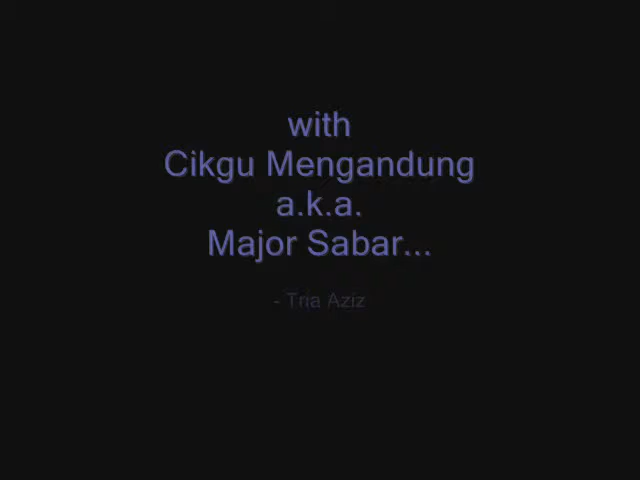 with
Cikgu Mengandung
a.k.a.
Major Sabar...
- Tria Aziz